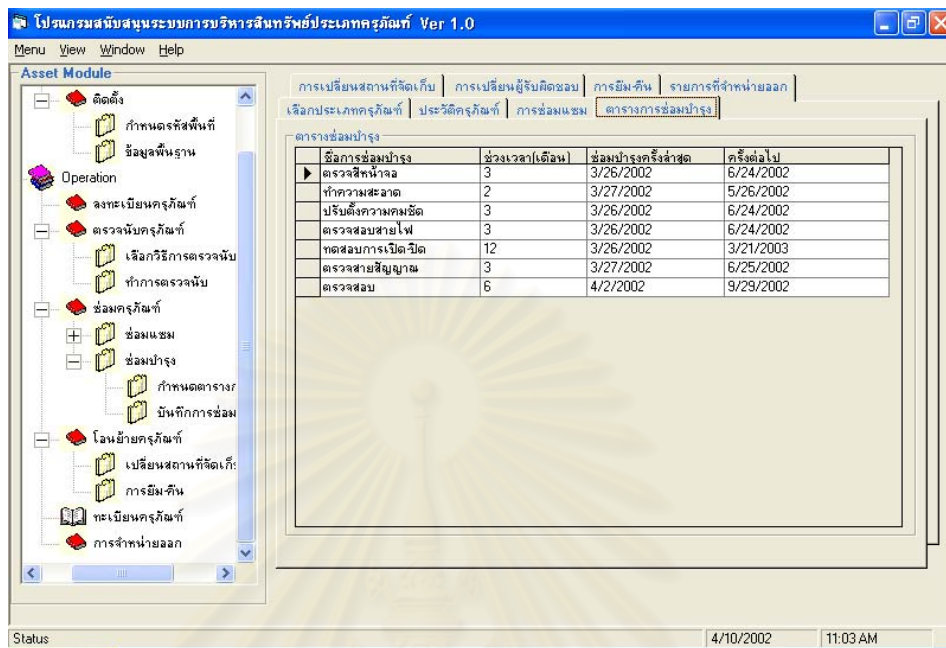 โปรแกรมสนับสนุนระบบการบริหารสินทรัพย์ประเภทครุภัณฑ์ Ver 1.0
Menu View Window Help
Asset Module
ติดตั้ง
กำหนดรหัสพื้นที่
ข้อมูลพื้นฐาน
Operation
ลงทะเบียนครุภัณฑ์
ตรวจนับครุภัณฑ์
เลือกวิธีการตรวจนับ
ทำการตรวจนับ
ซ่อมครุภัณฑ์
ซ่อมแซม
ซ่อมบำรุง
กำหนดตารางก
บันทึกการซ่อม
โอนย้ายครุภัณฑ์
เปลี่ยนสถานที่จัดเก็
การยืม-คืน
ทะเบียนครุภัณฑ์
การจำหน่ายออก
การเปลี่ยนสถานที่จัดเก็บ การเปลี่ยนผู้รับผิดชอบ การยืม-คืน รายการที่จำหน่ายออก
เลือกประเภทครุภัณฑ์ ประวัติครุภัณฑ์ การซ่อมแซม ตารางการซ่อมบำรุง
ตารางซ่อมบำรุง
ชื่อการซ่อมบำรุง ช่วงเวลา(เดือน) ซ่อมบำรุงครั้งล่าสุด ครั้งต่อไป
ตรวจสีหน้าจอ 3 3/26/2002 6/24/2002
ทำความสะอาด 2 3/27/2002 5/26/2002
ปรับตั้งความคมชัด 3 3/26/2002 6/24/2002
ตรวจสอบสายไฟ 3 3/26/2002 6/24/2002
ทดสอบการเปิด-ปิด 12 3/26/2002 3/21/2003
ตรวจสายสัญญาณ 3 3/27/2002 6/25/2002
ตรวจสอบ 6 4/2/2002 9/29/2002
Status 4/10/2002 11:03 AM